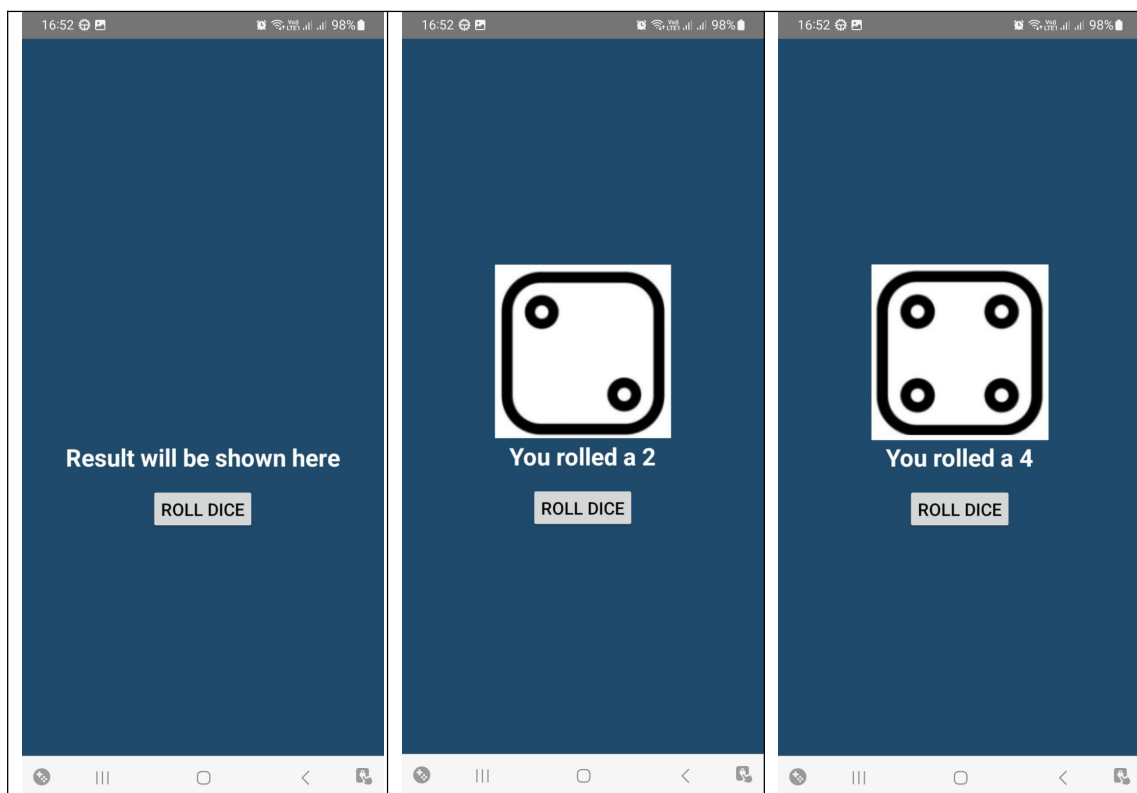 16:52
98%
Result will be shown here
ROLL DICE
16:52
98%
You rolled a 2
ROLL DICE
16:52
98%
You rolled a 4
ROLL DICE